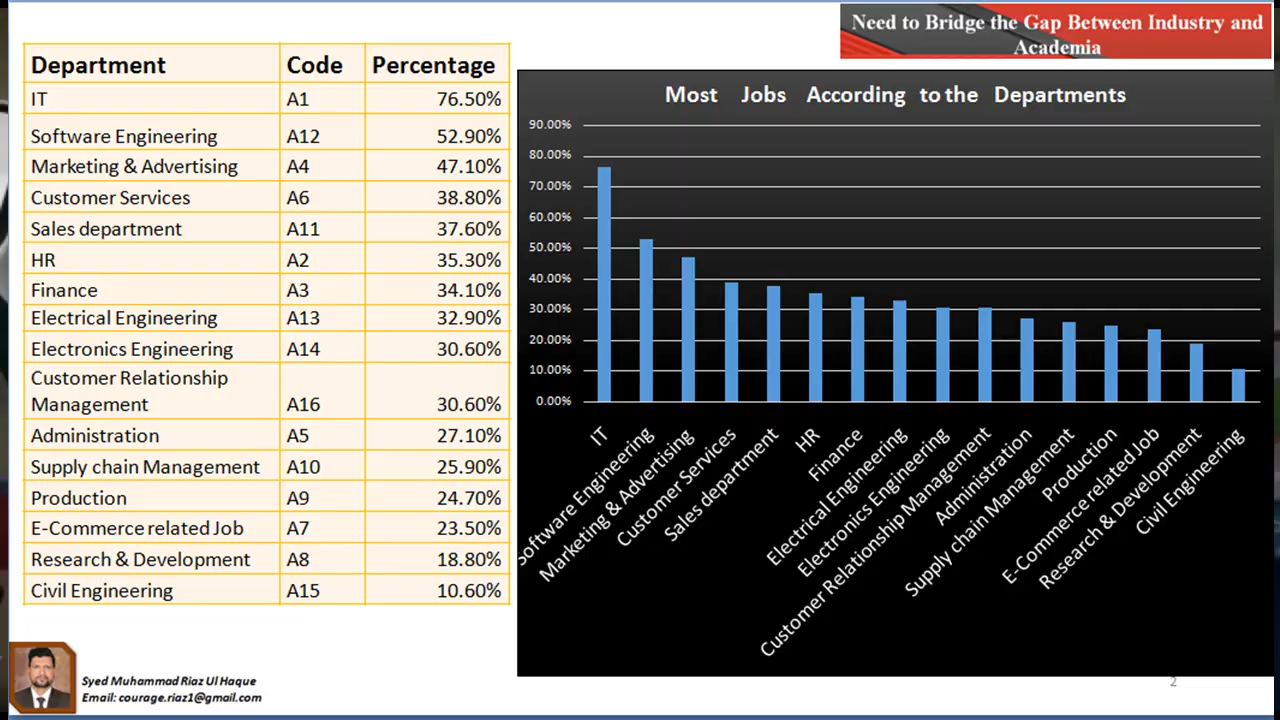 Need to Bridge the Gap Between Industry and
Academia
Department Code Percentage
IT A1 76.50%
Software Engineering A12 52.90%
Marketing & Advertising A4 47.10%
Customer Services A6 38.80%
Sales department A11 37.60%
HR A2 35.30%
Finance A3 34.10%
Electrical Engineering A13 32.90%
Electronics Engineering A14 30.60%
Customer Relationship
Management A16 30.60%
Administration A5 27.10%
Supply chain Management A10 25.90%
Production A9 24.70%
E-Commerce related Job A7 23.50%
Research & Development A8 18.80%
Civil Engineering A15 10.60%
Most Jobs According to the Departments
90.00%
80.00%
70.00%
60.00%
50.00%
40.00%
30.00%
20.00%
10.00%
0.00%
IT
Software Engineering
Marketing & Advertising
Customer Services
Sales department
HR
Finance
Electrical Engineering
Electronics Engineering
Customer Relationship Management
Administration
Supply chain Management
Production
E-Commerce related Job
Research & Development
Civil Engineering
Syed Muhammad Riaz Ul Haque
Email: courage.riaz1@gmail.com
2